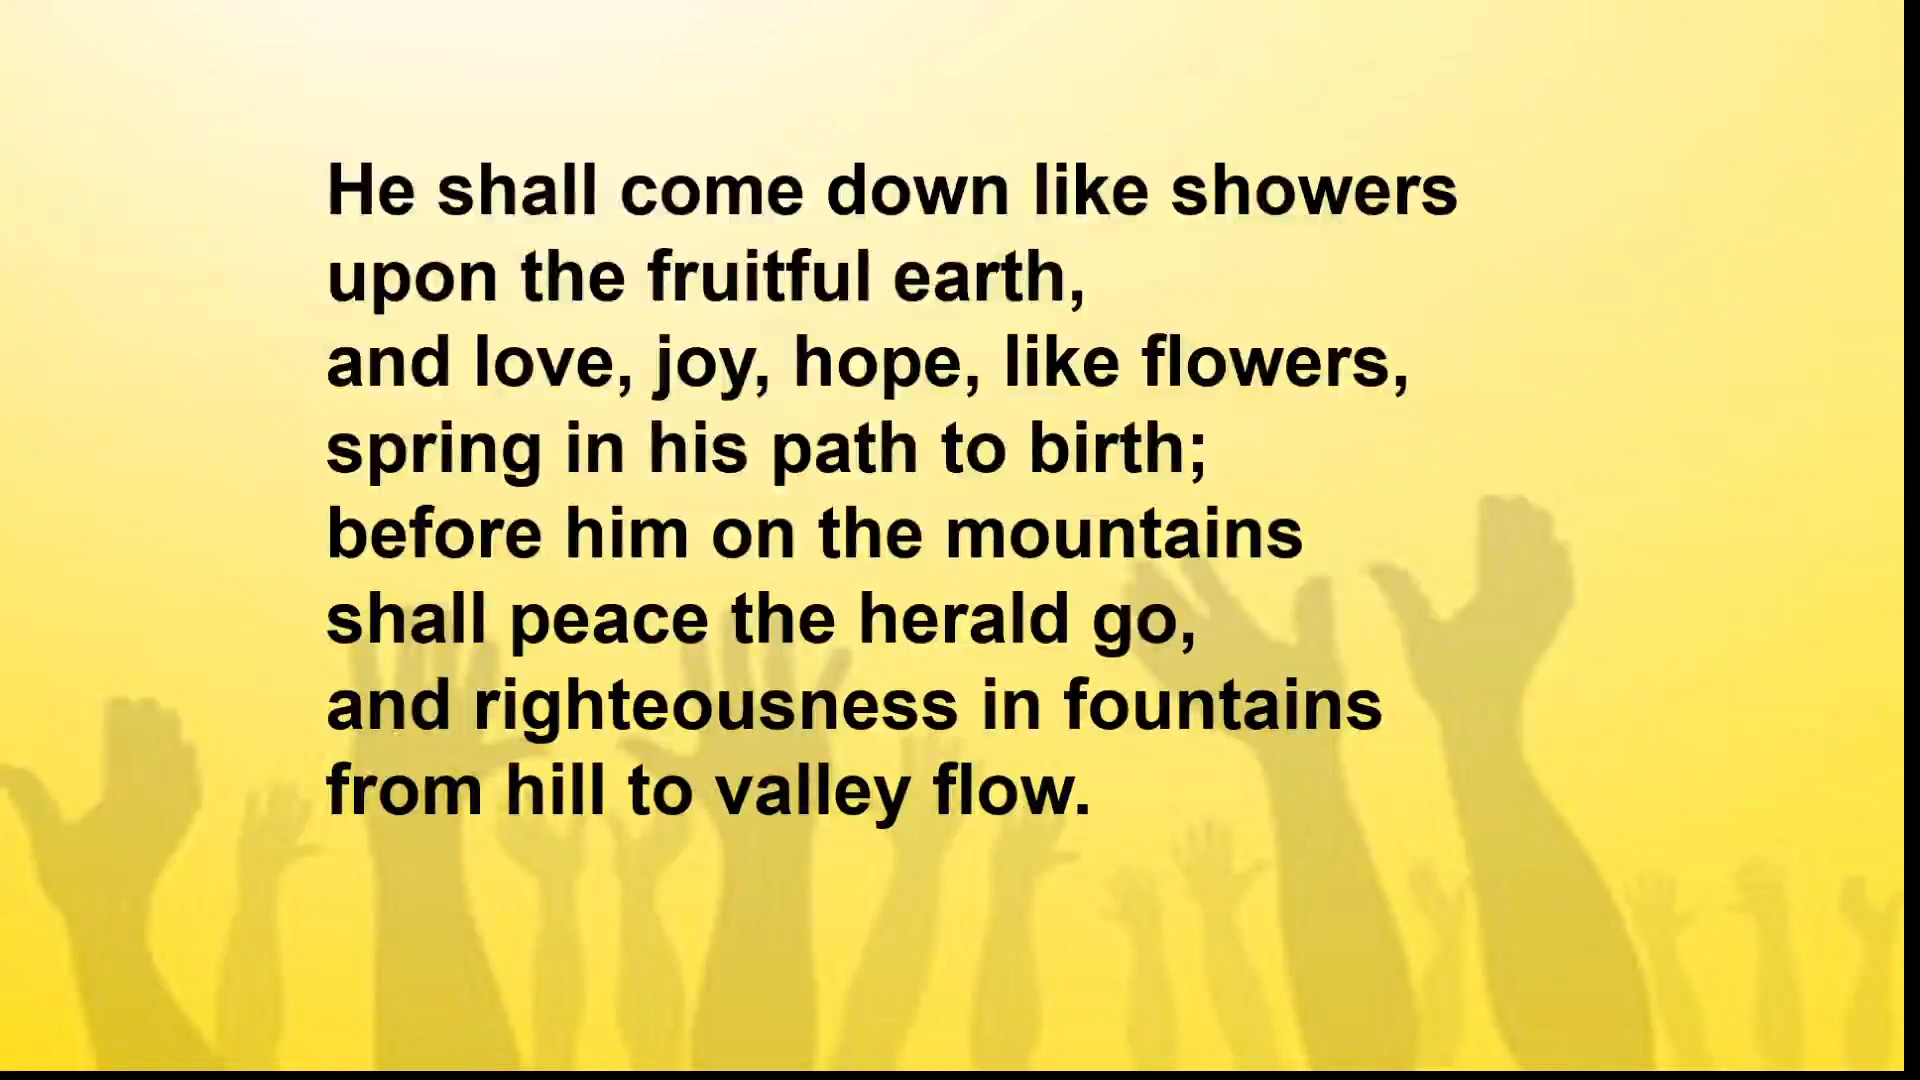 He shall come down like showers
upon the fruitful earth,
and love, joy, hope, like flowers,
spring in his path to birth;
before him on the mountains
shall peace the herald go,
and righteousness in fountains
from hill to valley flow.